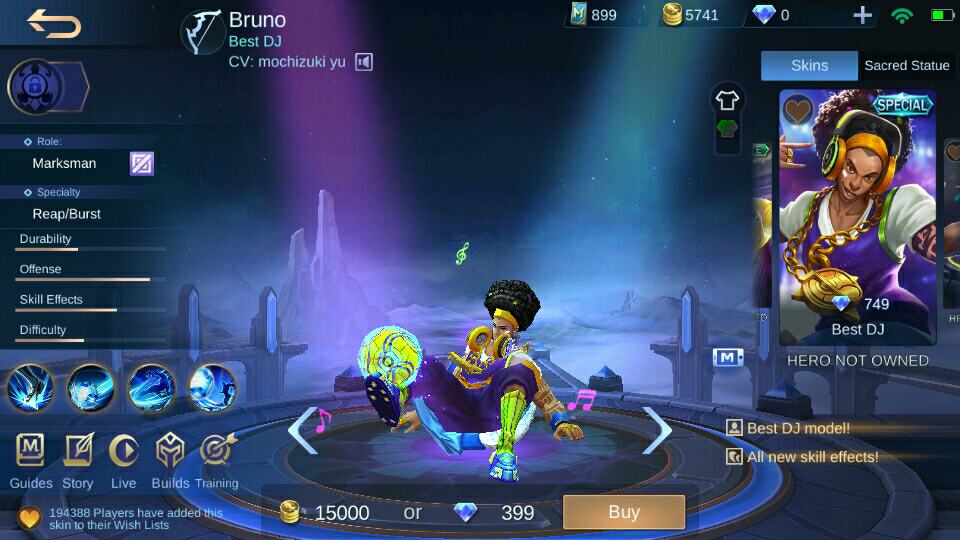 Bruno
Best DJ
CV: mochizuki yu
899
5741
0
Skins
Sacred Statue
Role:
Marksman
Specialty
Reap/Burst
Durability
Offense
Skill Effects
Difficulty
SPECIAL
749
Best DJ
HERO NOT OWNED
M
Best DJ model!
All new skill effects!
Guides
Story
Live
Builds
Training
194388 Players have added this
skin to their Wish Lists
15000
or
399
Buy